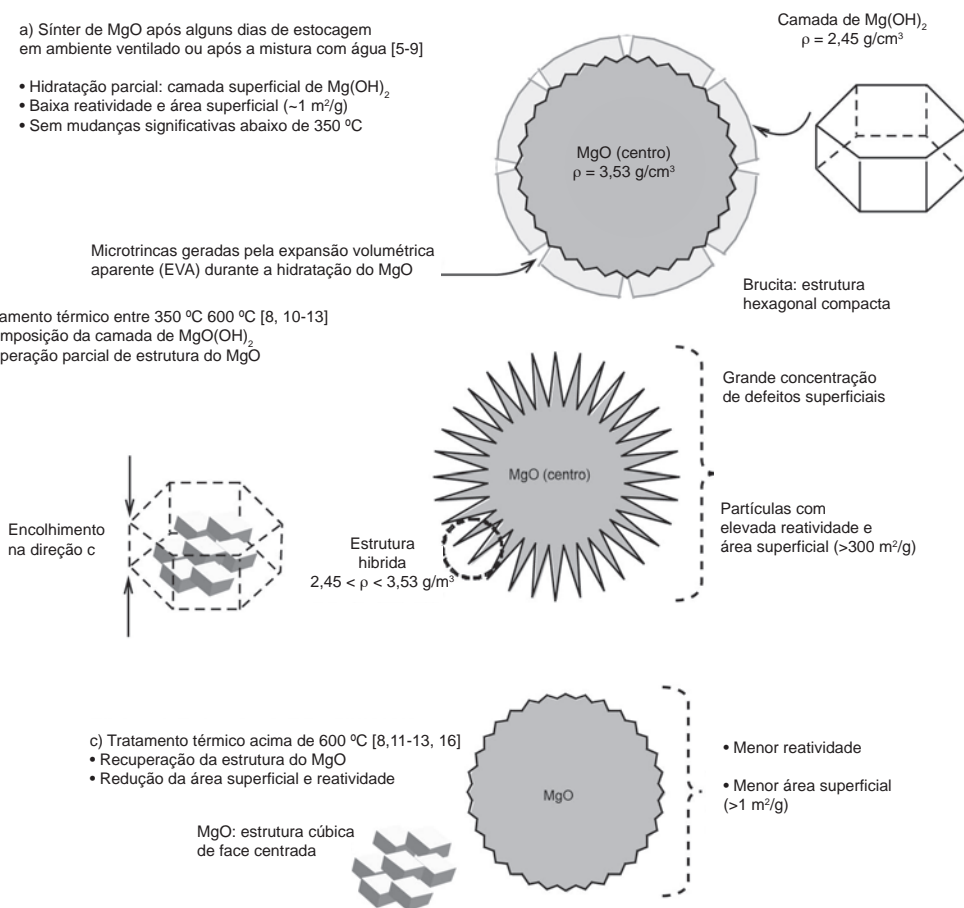 a) Sínter de MgO após alguns dias de estocagem
em ambiente ventilado ou após a mistura com água [5-9]
• Hidratação parcial: camada superficial de Mg(OH)₂
• Baixa reatividade e área superficial (~1 m²/g)
• Sem mudanças significativas abaixo de 350 ºC
Camada de Mg(OH)₂
ρ = 2,45 g/cm³
MgO (centro)
ρ = 3,53 g/cm³
Microtrincas geradas pela expansão volumétrica
aparente (EVA) durante a hidratação do MgO
Brucita: estrutura
hexagonal compacta
amento térmico entre 350 ºC 600 ºC [8, 10-13]
mposição da camada de MgO(OH)₂
peração parcial de estrutura do MgO
Grande concentração
de defeitos superficiais
MgO (centro)
Partículas com
elevada reatividade e
área superficial (>300 m²/g)
Encolhimento
na direção c
Estrutura
hibrida
2,45 < ρ < 3,53 g/m³
c) Tratamento térmico acima de 600 ºC [8,11-13, 16]
• Recuperação da estrutura do MgO
• Redução da área superficial e reatividade
MgO
• Menor reatividade
• Menor área superficial
(>1 m²/g)
MgO: estrutura cúbica
de face centrada